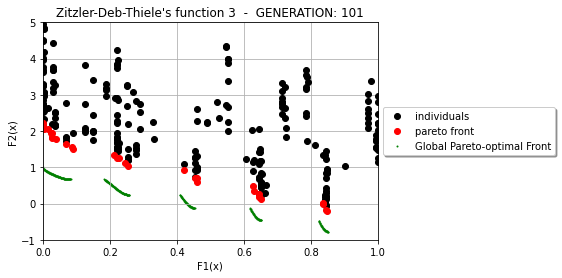 Zitzler-Deb-Thiele's function 3 - GENERATION: 101
5
4
3
2
1
0
−1
F2(x)
0.0 0.2 0.4 0.6 0.8 1.0
F1(x)
individuals
pareto front
Global Pareto-optimal Front